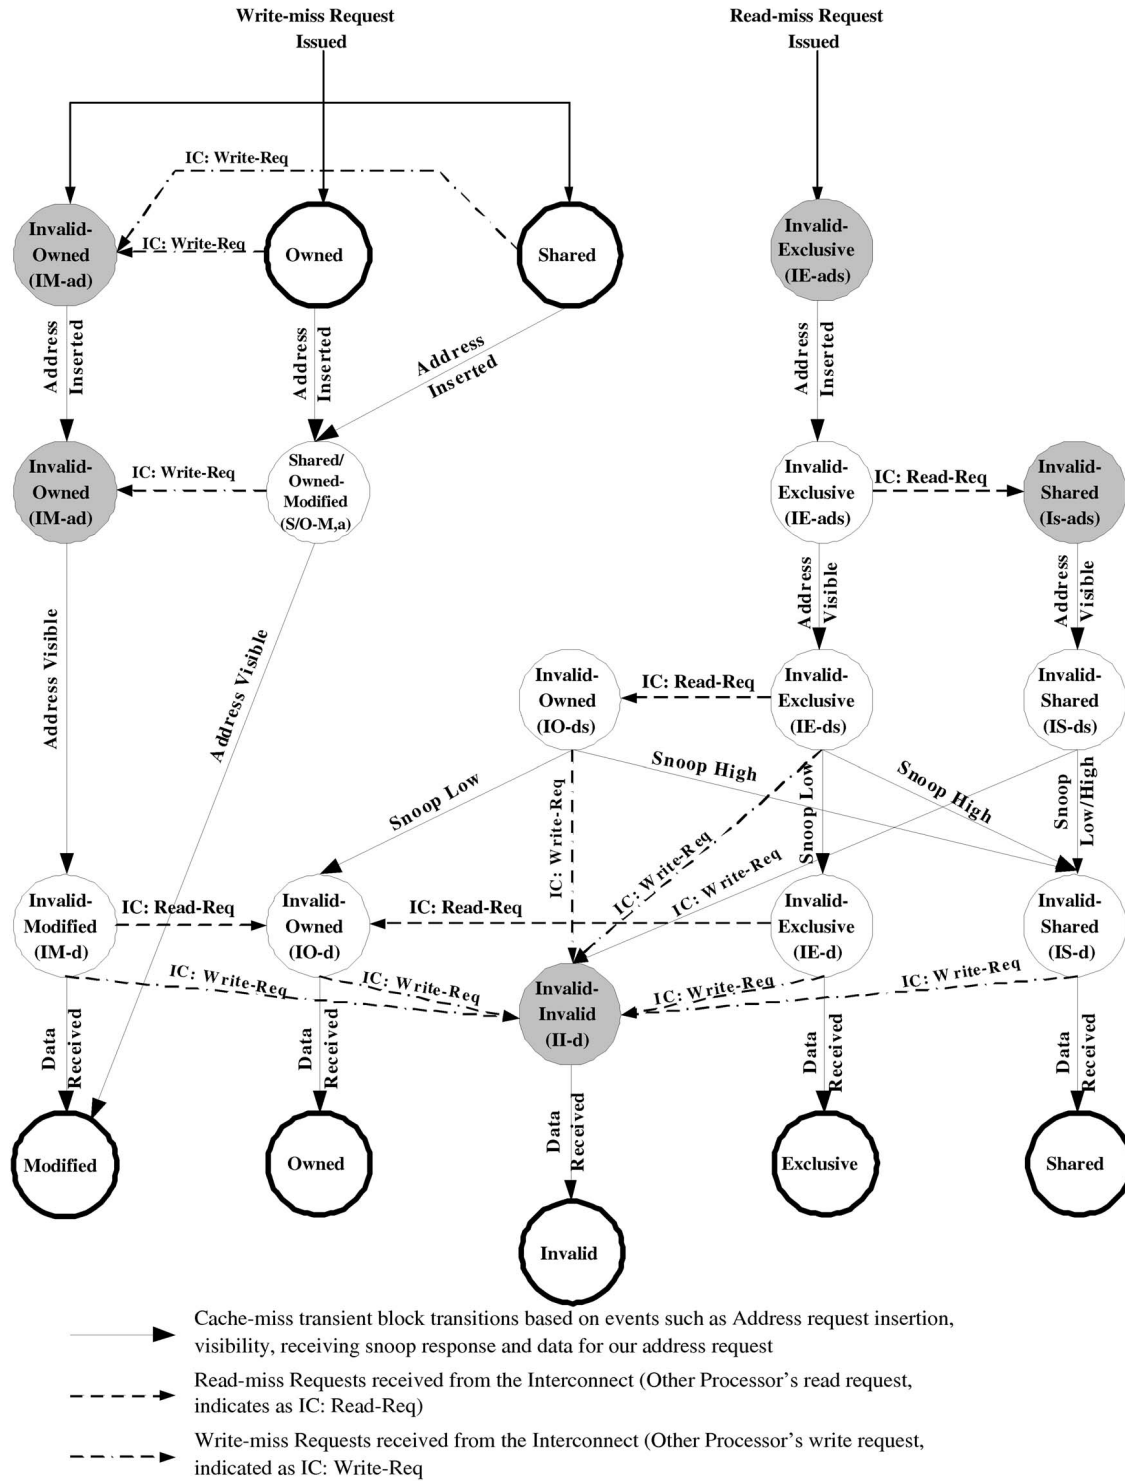 Write-miss Request
Issued
Read-miss Request
Issued
IC: Write-Req
Invalid-
Owned
(IM-ad)
IC: Write-Req
Owned
Shared
Invalid-
Exclusive
(IE-ads)
Address
Inserted
Address
Inserted
Address
Inserted
Address
Inserted
Invalid-
Owned
(IM-ad)
IC: Write-Req
Shared/
Owned-
Modified
(S/O-M,a)
Invalid-
Exclusive
(IE-ads)
IC: Read-Req
Invalid-
Shared
(Is-ads)
Address Visible
Address Visible
Address
Visible
Address
Visible
Invalid-
Owned
(IO-ds)
IC: Read-Req
Invalid-
Exclusive
(IE-ds)
Invalid-
Shared
(IS-ds)
Snoop Low
IC: Write-Req
Snoop High
IC: Write-Req
Snoop Low
Snoop High
IC: Write-Req
Snoop
Low/High
Invalid-
Modified
(IM-d)
IC: Read-Req
Invalid-
Owned
(IO-d)
IC: Read-Req
Invalid-
Exclusive
(IE-d)
Invalid-
Shared
(IS-d)
IC: Write-Req
IC: Write-Req
Invalid-
Invalid
(II-d)
IC: Write-Req
IC: Write-Req
Data
Received
Data
Received
Data
Received
Data
Received
Data
Received
Modified
Owned
Exclusive
Shared
Invalid
Cache-miss transient block transitions based on events such as Address request insertion,
visibility, receiving snoop response and data for our address request
Read-miss Requests received from the Interconnect (Other Processor's read request,
indicates as IC: Read-Req)
Write-miss Requests received from the Interconnect (Other Processor's write request,
indicated as IC: Write-Req